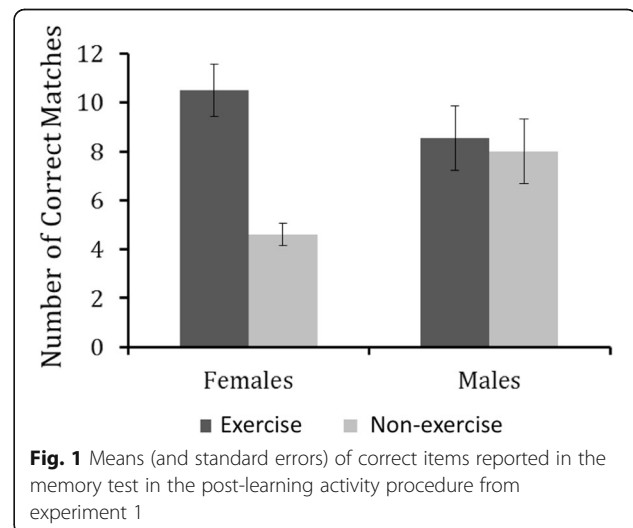 Number of Correct Matches
12
10
8
6
4
2
0
Females Males
Exercise Non-exercise
Fig. 1 Means (and standard errors) of correct items reported in the
memory test in the post-learning activity procedure from
experiment 1